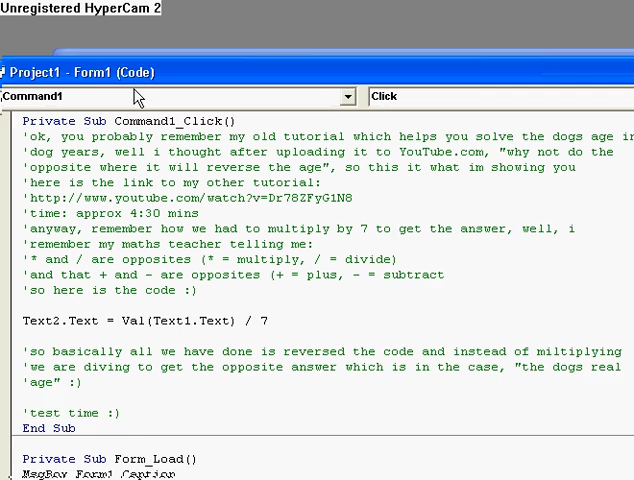 Unregistered HyperCam 2
Project1 - Form1 (Code)
Command1 Click
Private Sub Command1_Click()
'ok, you probably remember my old tutorial which helps you solve the dogs age in
'dog years, well i thought after uploading it to YouTube.com, "why not do the
'opposite where it will reverse the age", so this it what im showing you
'here is the link to my other tutorial:
'http://www.youtube.com/watch?v=Dr78ZFyG1N8
'time: approx 4:30 mins
'anyway, remember how we had to multiply by 7 to get the answer, well, i
'remember my maths teacher telling me:
'* and / are opposites (* = multiply, / = divide)
'and that + and - are opposites (+ = plus, - = subtract
'so here is the code :)
Text2.Text = Val(Text1.Text) / 7
'so basically all we have done is reversed the code and instead of miltiplying
'we are diving to get the opposite answer which is in the case, "the dogs real
'age" :)
'test time :)
End Sub
Private Sub Form_Load()
MsgBox Form1.Caption